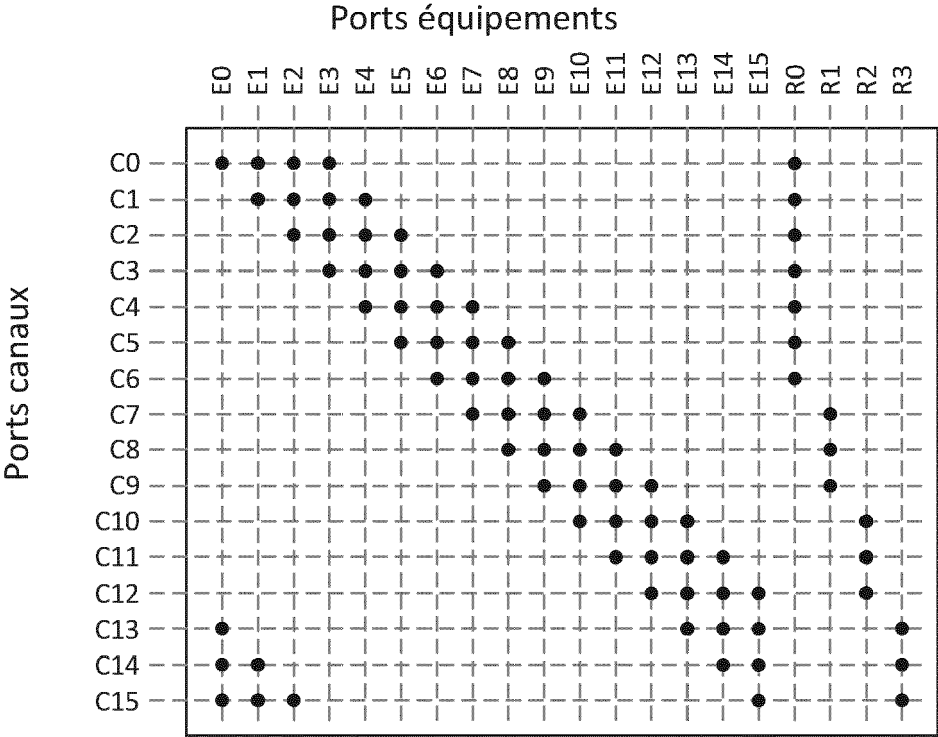 Ports équipements
E0 E1 E2 E3 E4 E5 E6 E7 E8 E9 E10 E11 E12 E13 E14 E15 R0 R1 R2 R3
Ports canaux
C0
C1
C2
C3
C4
C5
C6
C7
C8
C9
C10
C11
C12
C13
C14
C15